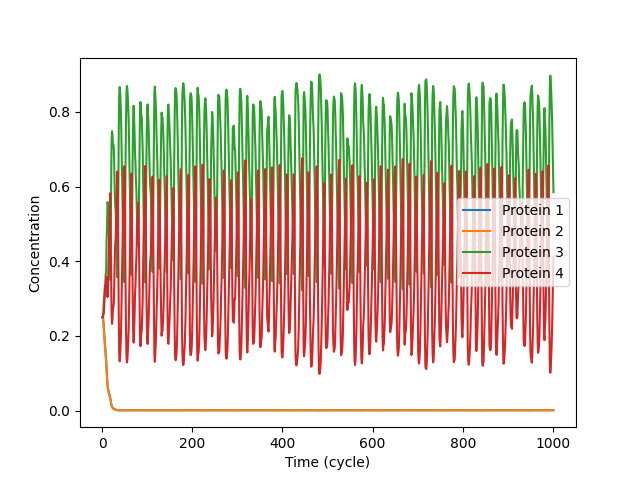 0.8
0.6
0.4
0.2
0.0
Concentration
Protein 1
Protein 2
Protein 3
Protein 4
0
200
400
600
800
1000
Time (cycle)